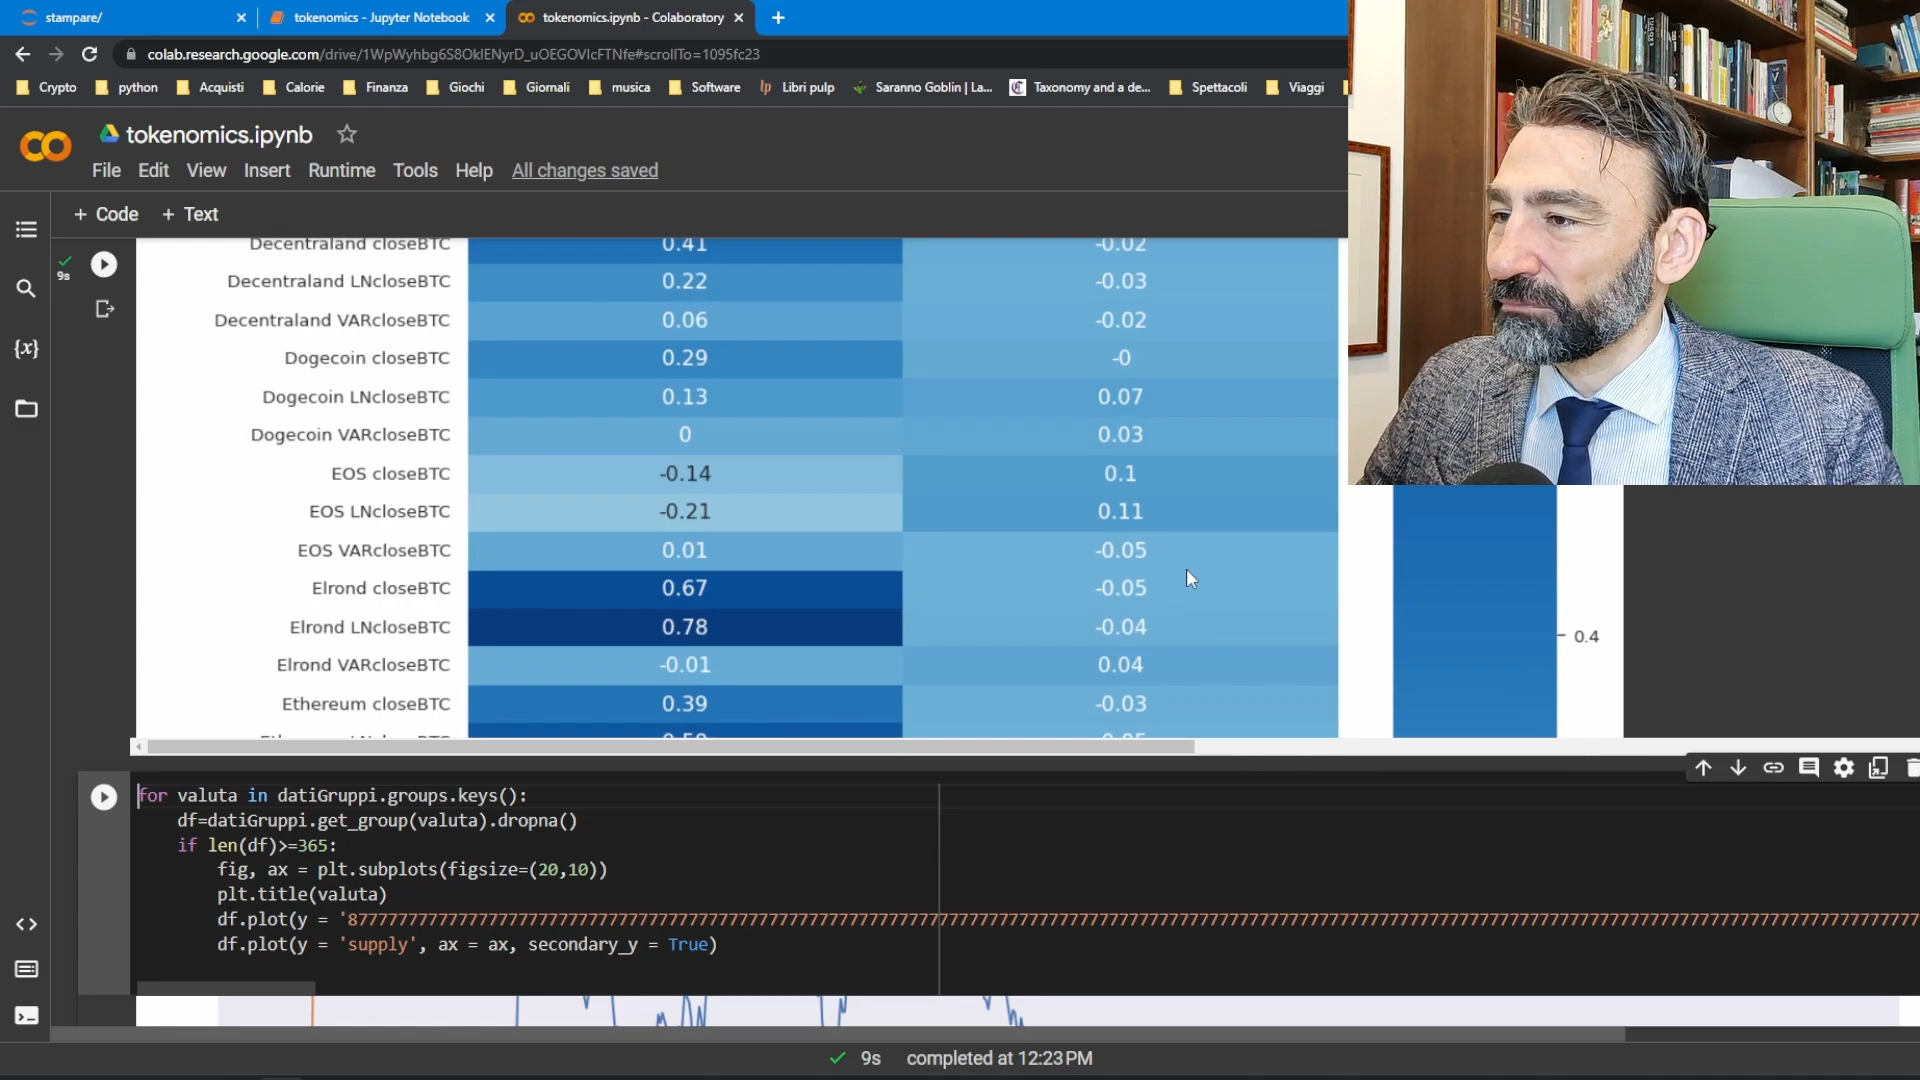 stampare/
tokenomics - Jupyter Notebook
tokenomics.ipynb - Colaboratory
colab.research.google.com/drive/1WpWyhbg6S8OklENyrD_uOEGOVlcFTNfe#scrollTo=1095fc23
Crypto python Acquisti Calorie Finanza Giochi Giornali musica Software Libri pulp Saranno Goblin | La... Taxonomy and a de... Spettacoli Viaggi
tokenomics.ipynb
File Edit View Insert Runtime Tools Help All changes saved
+ Code + Text
9s
Decentraland closeBTC 0.41 -0.02
Decentraland LNcloseBTC 0.22 -0.03
Decentraland VARcloseBTC 0.06 -0.02
Dogecoin closeBTC 0.29 -0
Dogecoin LNcloseBTC 0.13 0.07
Dogecoin VARcloseBTC 0 0.03
EOS closeBTC -0.14 0.1
EOS LNcloseBTC -0.21 0.11
EOS VARcloseBTC 0.01 -0.05
Elrond closeBTC 0.67 -0.05
Elrond LNcloseBTC 0.78 -0.04
0.4
Elrond VARcloseBTC -0.01 0.04
Ethereum closeBTC 0.39 -0.03
for valuta in datiGruppi.groups.keys():
df=datiGruppi.get_group(valuta).dropna()
if len(df)>=365:
fig, ax = plt.subplots(figsize=(20,10))
plt.title(valuta)
df.plot(y =
df.plot(y = 'supply', ax = ax, secondary_y = True)
9s completed at 12:23 PM